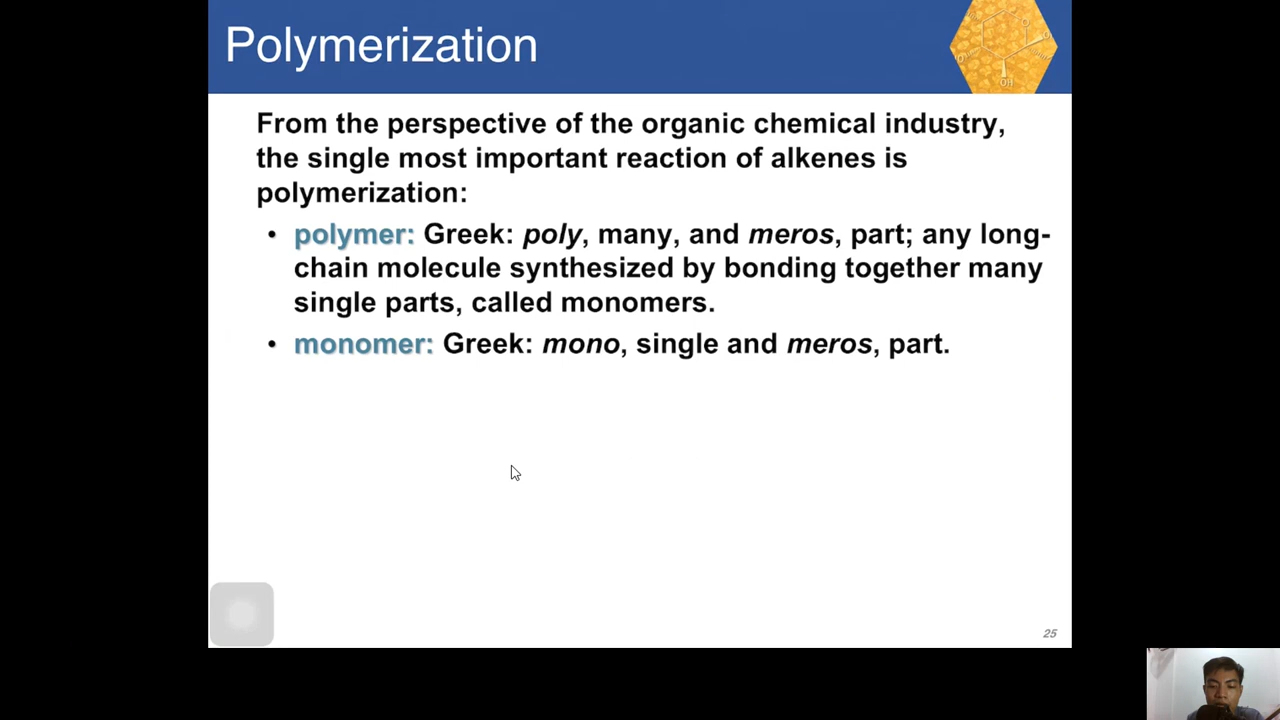 Polymerization
From the perspective of the organic chemical industry,
the single most important reaction of alkenes is
polymerization:
• polymer: Greek: poly, many, and meros, part; any long-
chain molecule synthesized by bonding together many
single parts, called monomers.
• monomer: Greek: mono, single and meros, part.
O
O
O
OH
25